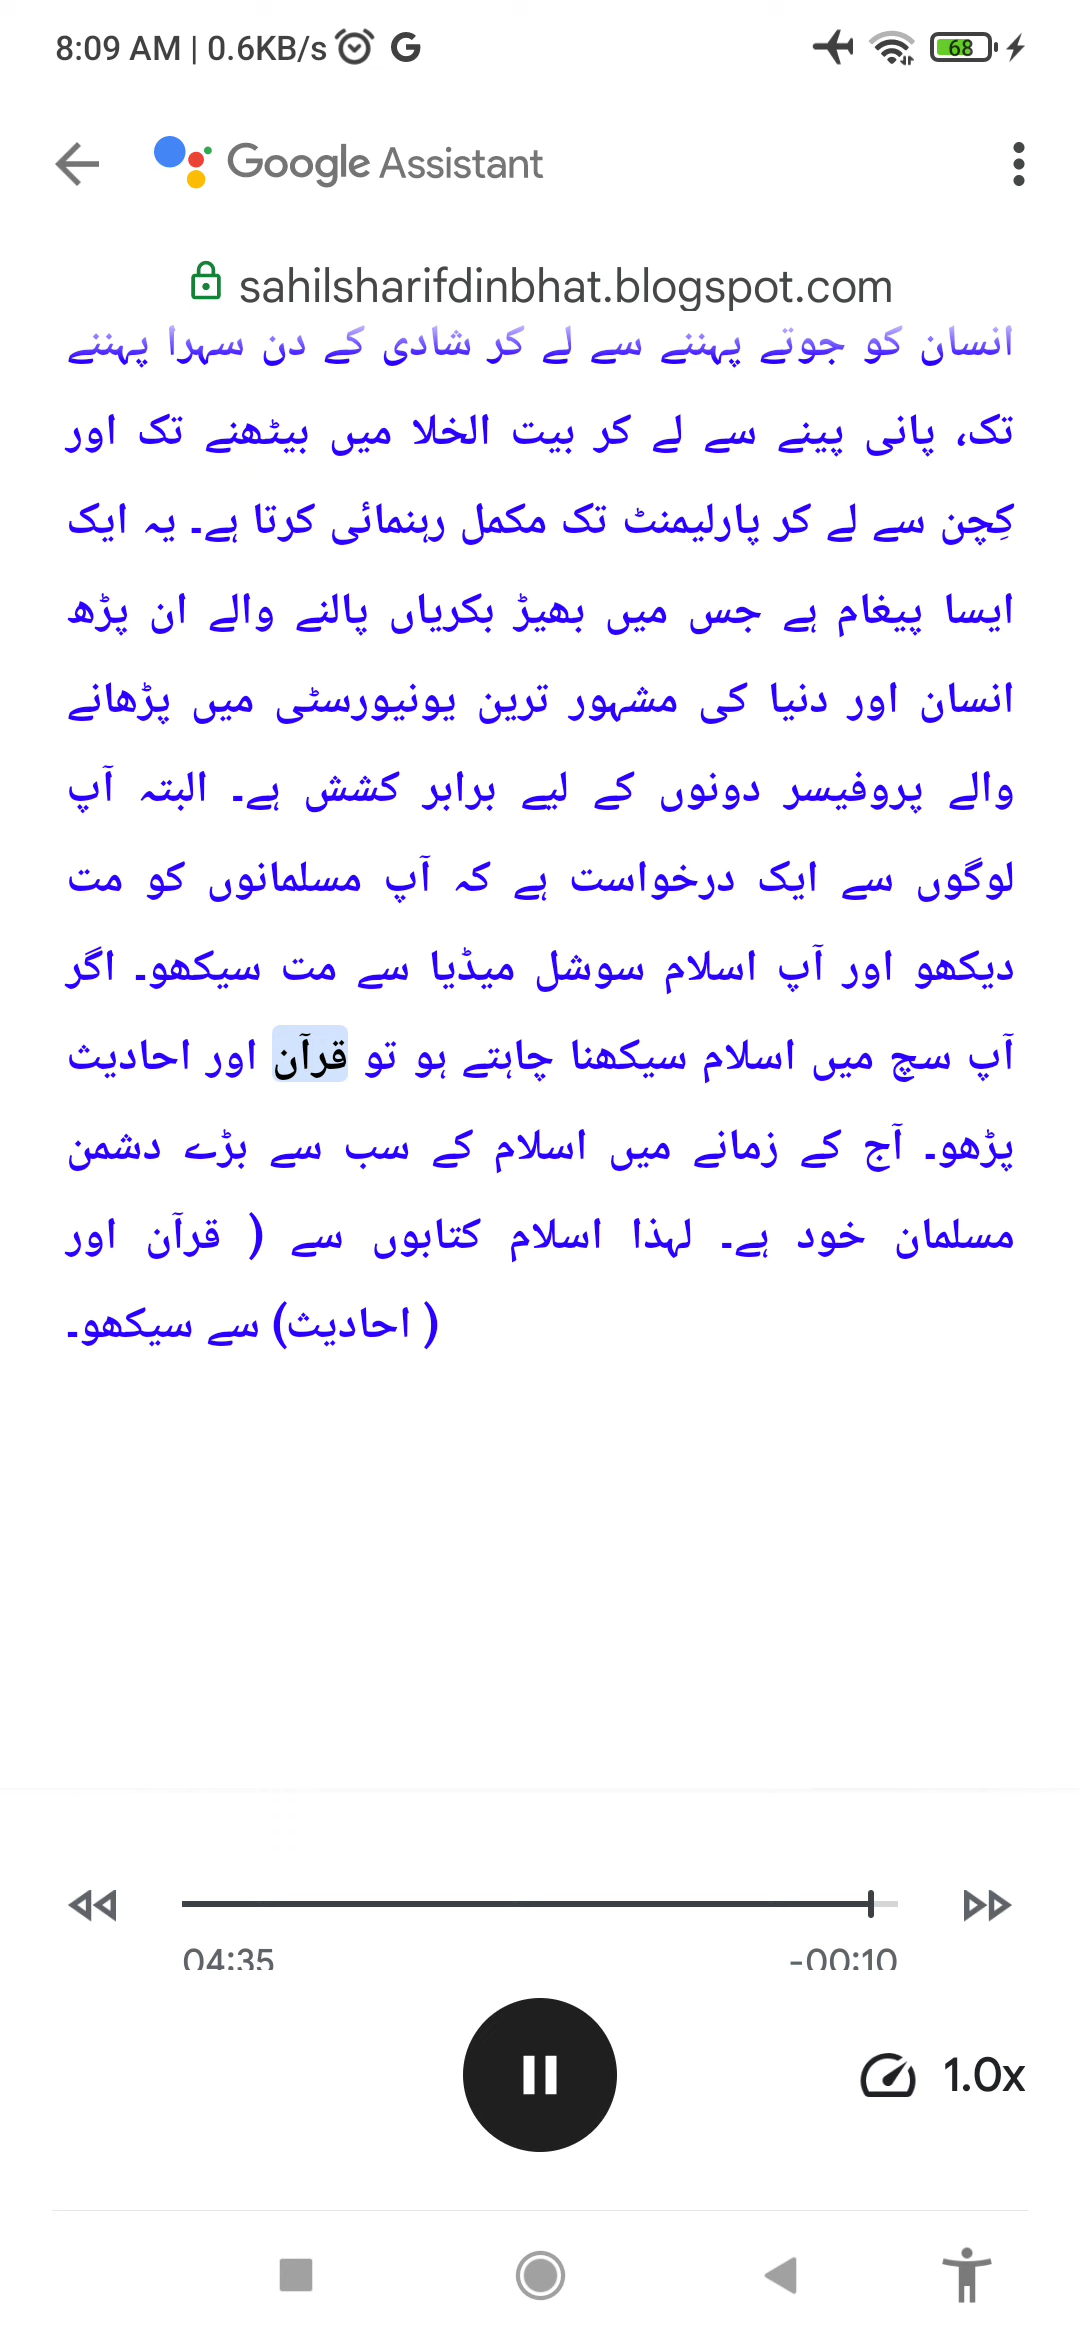 8:09 AM | 0.6KB/s G
68
Google Assistant
sahilsharifdinbhat.blogspot.com
انسان کو جوتے پہننے سے لے کر شادی کے دن سہرا پہننے
تک، پانی پینے سے لے کر بیت الخلا میں بیٹھنے تک اور
کِچن سے لے کر پارلیمنٹ تک مکمل رہنمائی کرتا ہے۔ یہ ایک
ایسا پیغام ہے جس میں بھیڑ بکریاں پالنے والے ان پڑھ
انسان اور دنیا کی مشہور ترین یونیورسٹی میں پڑھانے
والے پروفیسر دونوں کے لیے برابر کشش ہے۔ البتہ آپ
لوگوں سے ایک درخواست ہے کہ آپ مسلمانوں کو مت
دیکھو اور آپ اسلام سوشل میڈیا سے مت سیکھو۔ اگر
آپ سچ میں اسلام سیکھنا چاہتے ہو تو قرآن اور احادیث
پڑھو۔ آج کے زمانے میں اسلام کے سب سے بڑے دشمن
مسلمان خود ہے۔ لہذا اسلام کتابوں سے ( قرآن اور
( احادیث) سے سیکھو۔
04:35
-00:10
1.0x